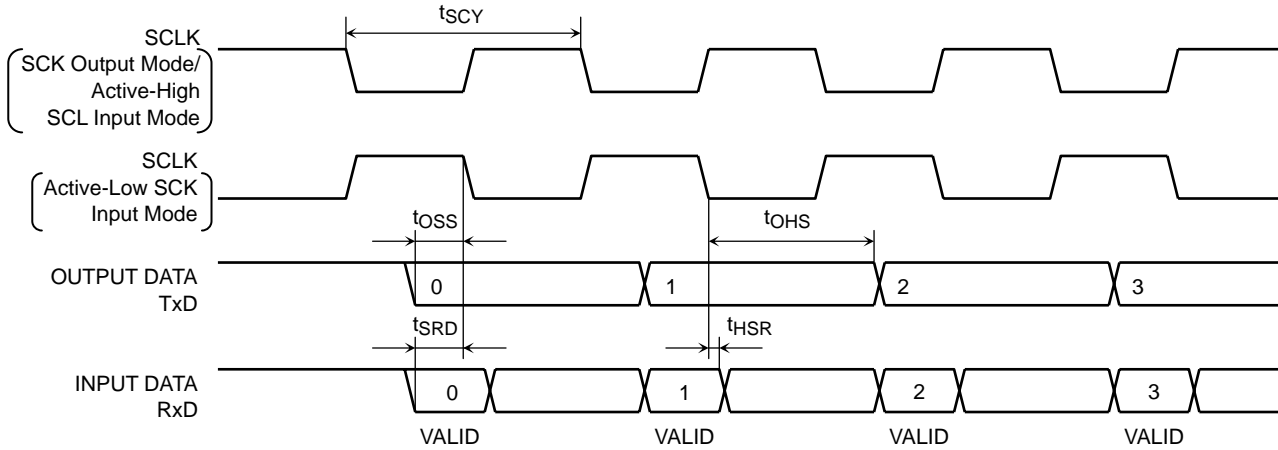 tSCY
SCLK
SCK Output Mode/
Active-High
SCL Input Mode
SCLK
Active-Low SCK
Input Mode
tOSS
tOHS
OUTPUT DATA
TxD
0
1
2
3
tSRD
tHSR
INPUT DATA
RxD
0
1
2
3
VALID
VALID
VALID
VALID